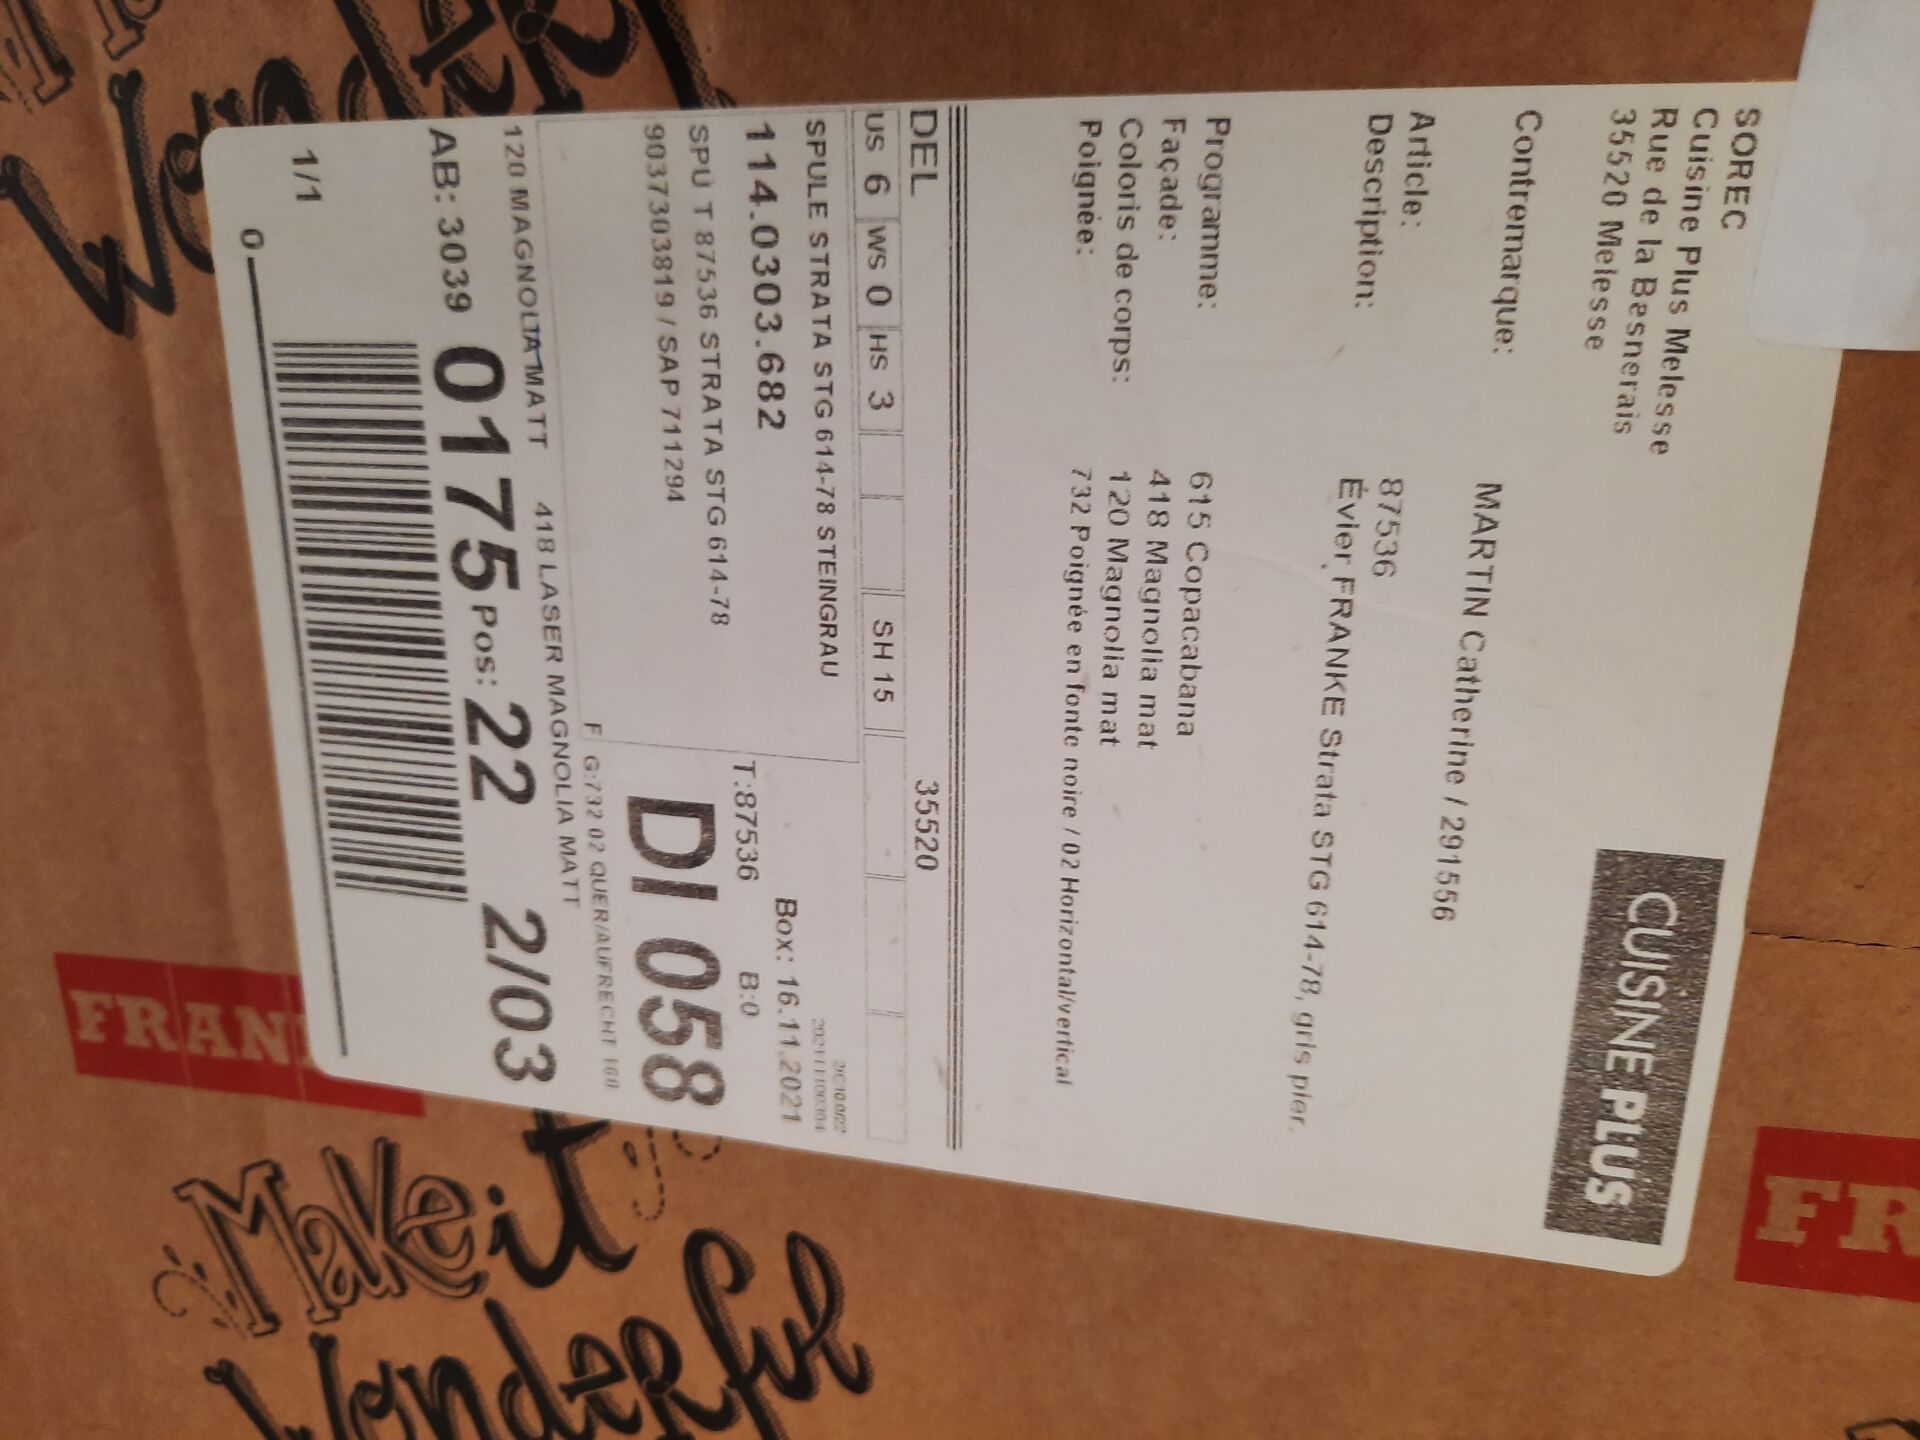 SOREC
Cuisine Plus Melesse
Rue de la Basnerais
35520 Melesse
CUISINE PLUS
Contremarque: MARTIN Catherine / 291556
Article: 87536
Description: Évier FRANKE Strata STG 614-78, gris pier.
Programme: 615 Copacabana
Façade: 418 Magnolia mat
Coloris de corps: 120 Magnolia mat
Poignée: 732 Poignée en fonte noire / 02 Horizontal/vertical
DEL 35520
US 6 WS 0 HS 3 SH 15
SPULE STRATA STG 614-78 STEINGRAU
114.0303.682
Box: 16.11.2021
SPU T 87536 STRATA STG 614-78
T:87536 B:0
9037303819 / SAP 711294
DI 058
F G:732 02 QUER/AUFRECHT 160
120 MAGNOLIA MATT 418 LASER MAGNOLIA MATT
AB: 3039 0175 Pos: 22 2/03
1/1
0
FRAN
FR
Make it
Wonderful